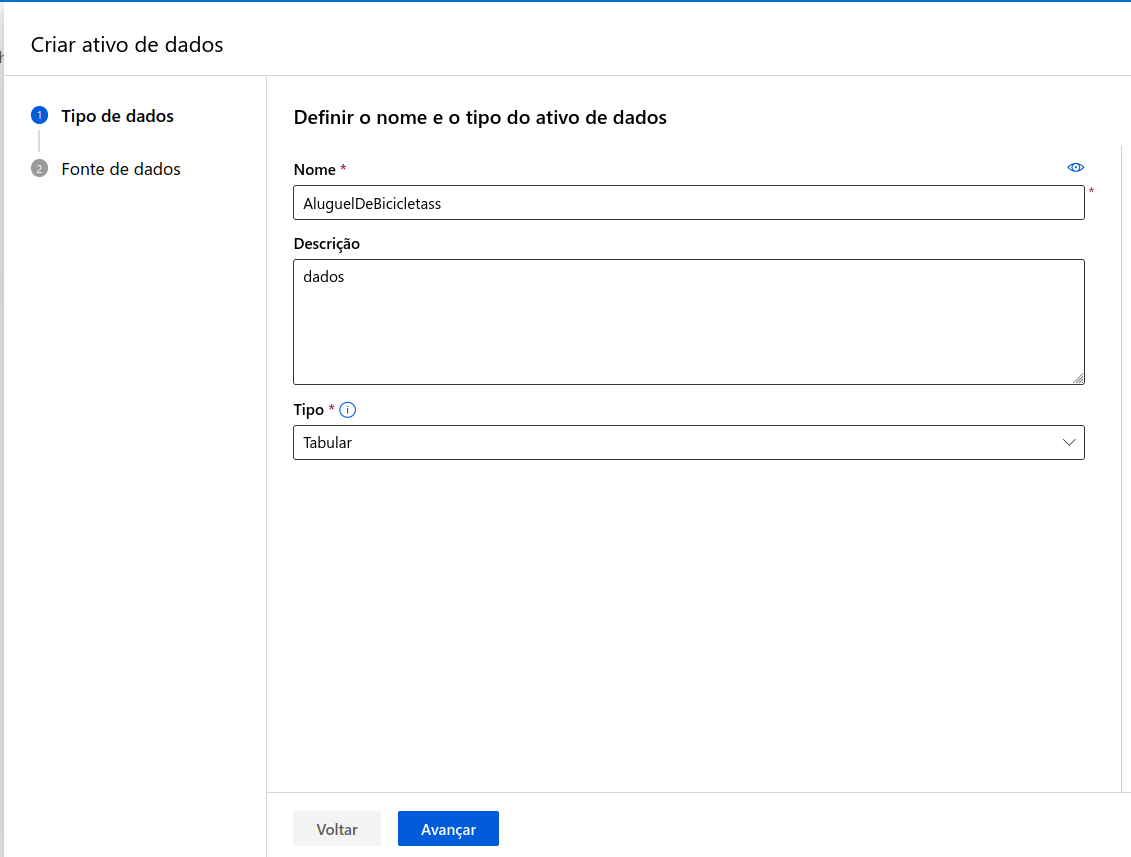 Criar ativo de dados
1 Tipo de dados
2 Fonte de dados
Definir o nome e o tipo do ativo de dados
Nome *
AluguelDeBicicletass
*
Descrição
dados
Tipo *
Tabular
Voltar
Avançar